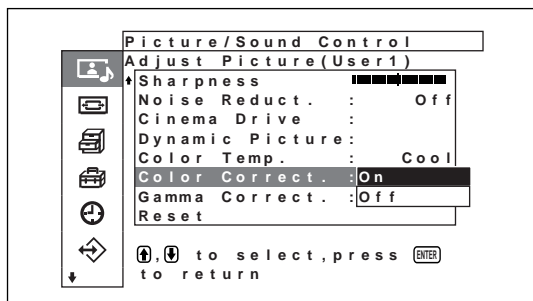 Picture/Sound Control
Adjust Picture(User1)
Sharpness
Noise Reduct. : Off
Cinema Drive :
Dynamic Picture:
Color Temp. : Cool
Color Correct. :On
Gamma Correct. :Off
Reset
, to select,press ENTER
to return